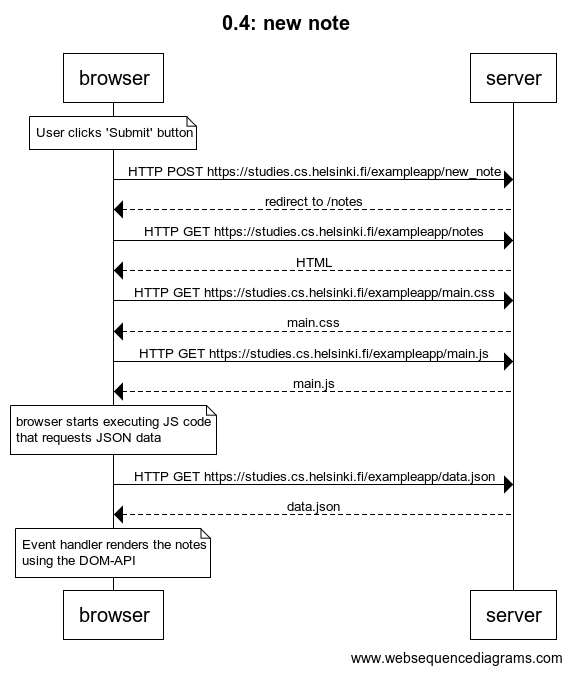 0.4: new note
browser
server
User clicks 'Submit' button
HTTP POST https://studies.cs.helsinki.fi/exampleapp/new_note
redirect to /notes
HTTP GET https://studies.cs.helsinki.fi/exampleapp/notes
HTML
HTTP GET https://studies.cs.helsinki.fi/exampleapp/main.css
main.css
HTTP GET https://studies.cs.helsinki.fi/exampleapp/main.js
main.js
browser starts executing JS code
that requests JSON data
HTTP GET https://studies.cs.helsinki.fi/exampleapp/data.json
data.json
Event handler renders the notes
using the DOM-API
browser
server
www.websequencediagrams.com